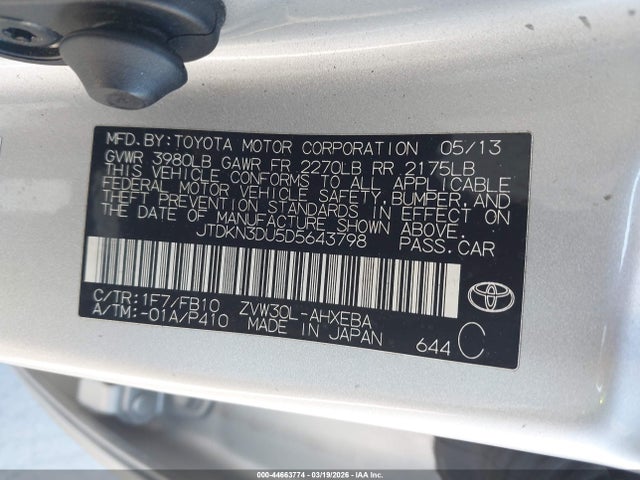 MFD.BY:TOYOTA MOTOR CORPORATION 05/13
GVWR 3980LB GAWR FR 2270LB RR 2175LB
THIS VEHICLE CONFORMS TO ALL APPLICABLE
FEDERAL MOTOR VEHICLE SAFETY,BUMPER,AND
THEFT PREVENTION STANDARDS IN EFFECT ON
THE DATE OF MANUFACTURE SHOWN ABOVE.
JTDKN3DU5D5643798 PASS.CAR
C/TR:1F7/FB10 ZVW30L-AHXEBA
A/TM:-01A/P410 MADE IN JAPAN
644 C
TOYOTA
000-44663774 - 03/19/2026 - IAA Inc.